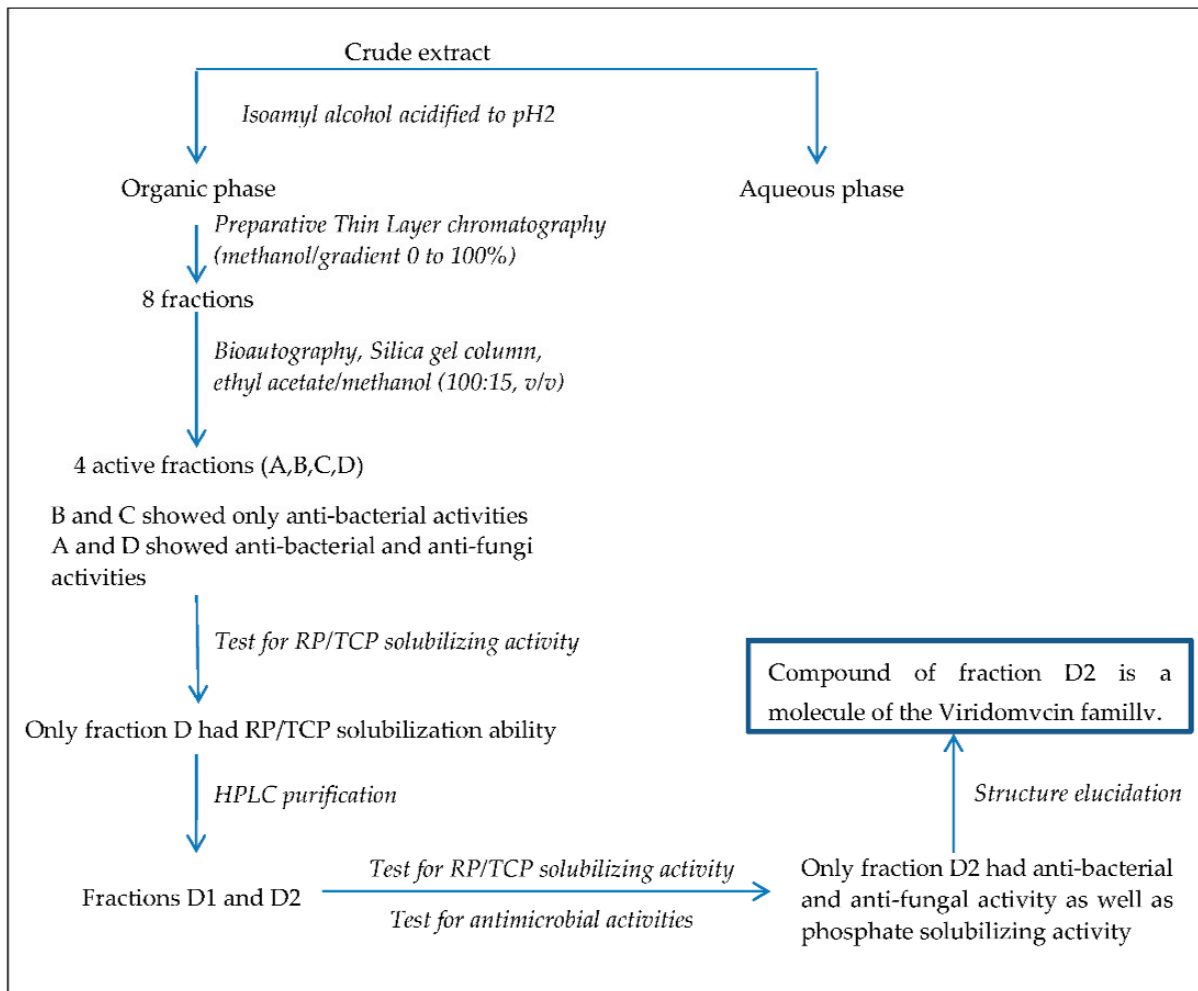 Crude extract
Isoamyl alcohol acidified to pH2
Organic phase
Aqueous phase
Preparative Thin Layer chromatography
(methanol/gradient 0 to 100%)
8 fractions
Bioautography, Silica gel column,
ethyl acetate/methanol (100:15, v/v)
4 active fractions (A,B,C,D)
B and C showed only anti-bacterial activities
A and D showed anti-bacterial and anti-fungi
activities
Test for RP/TCP solubilizing activity
Only fraction D had RP/TCP solubilization ability
HPLC purification
Fractions D1 and D2
Test for RP/TCP solubilizing activity
Test for antimicrobial activities
Only fraction D2 had anti-bacterial
and anti-fungal activity as well as
phosphate solubilizing activity
Structure elucidation
Compound of fraction D2 is a
molecule of the Viridomycin familly.